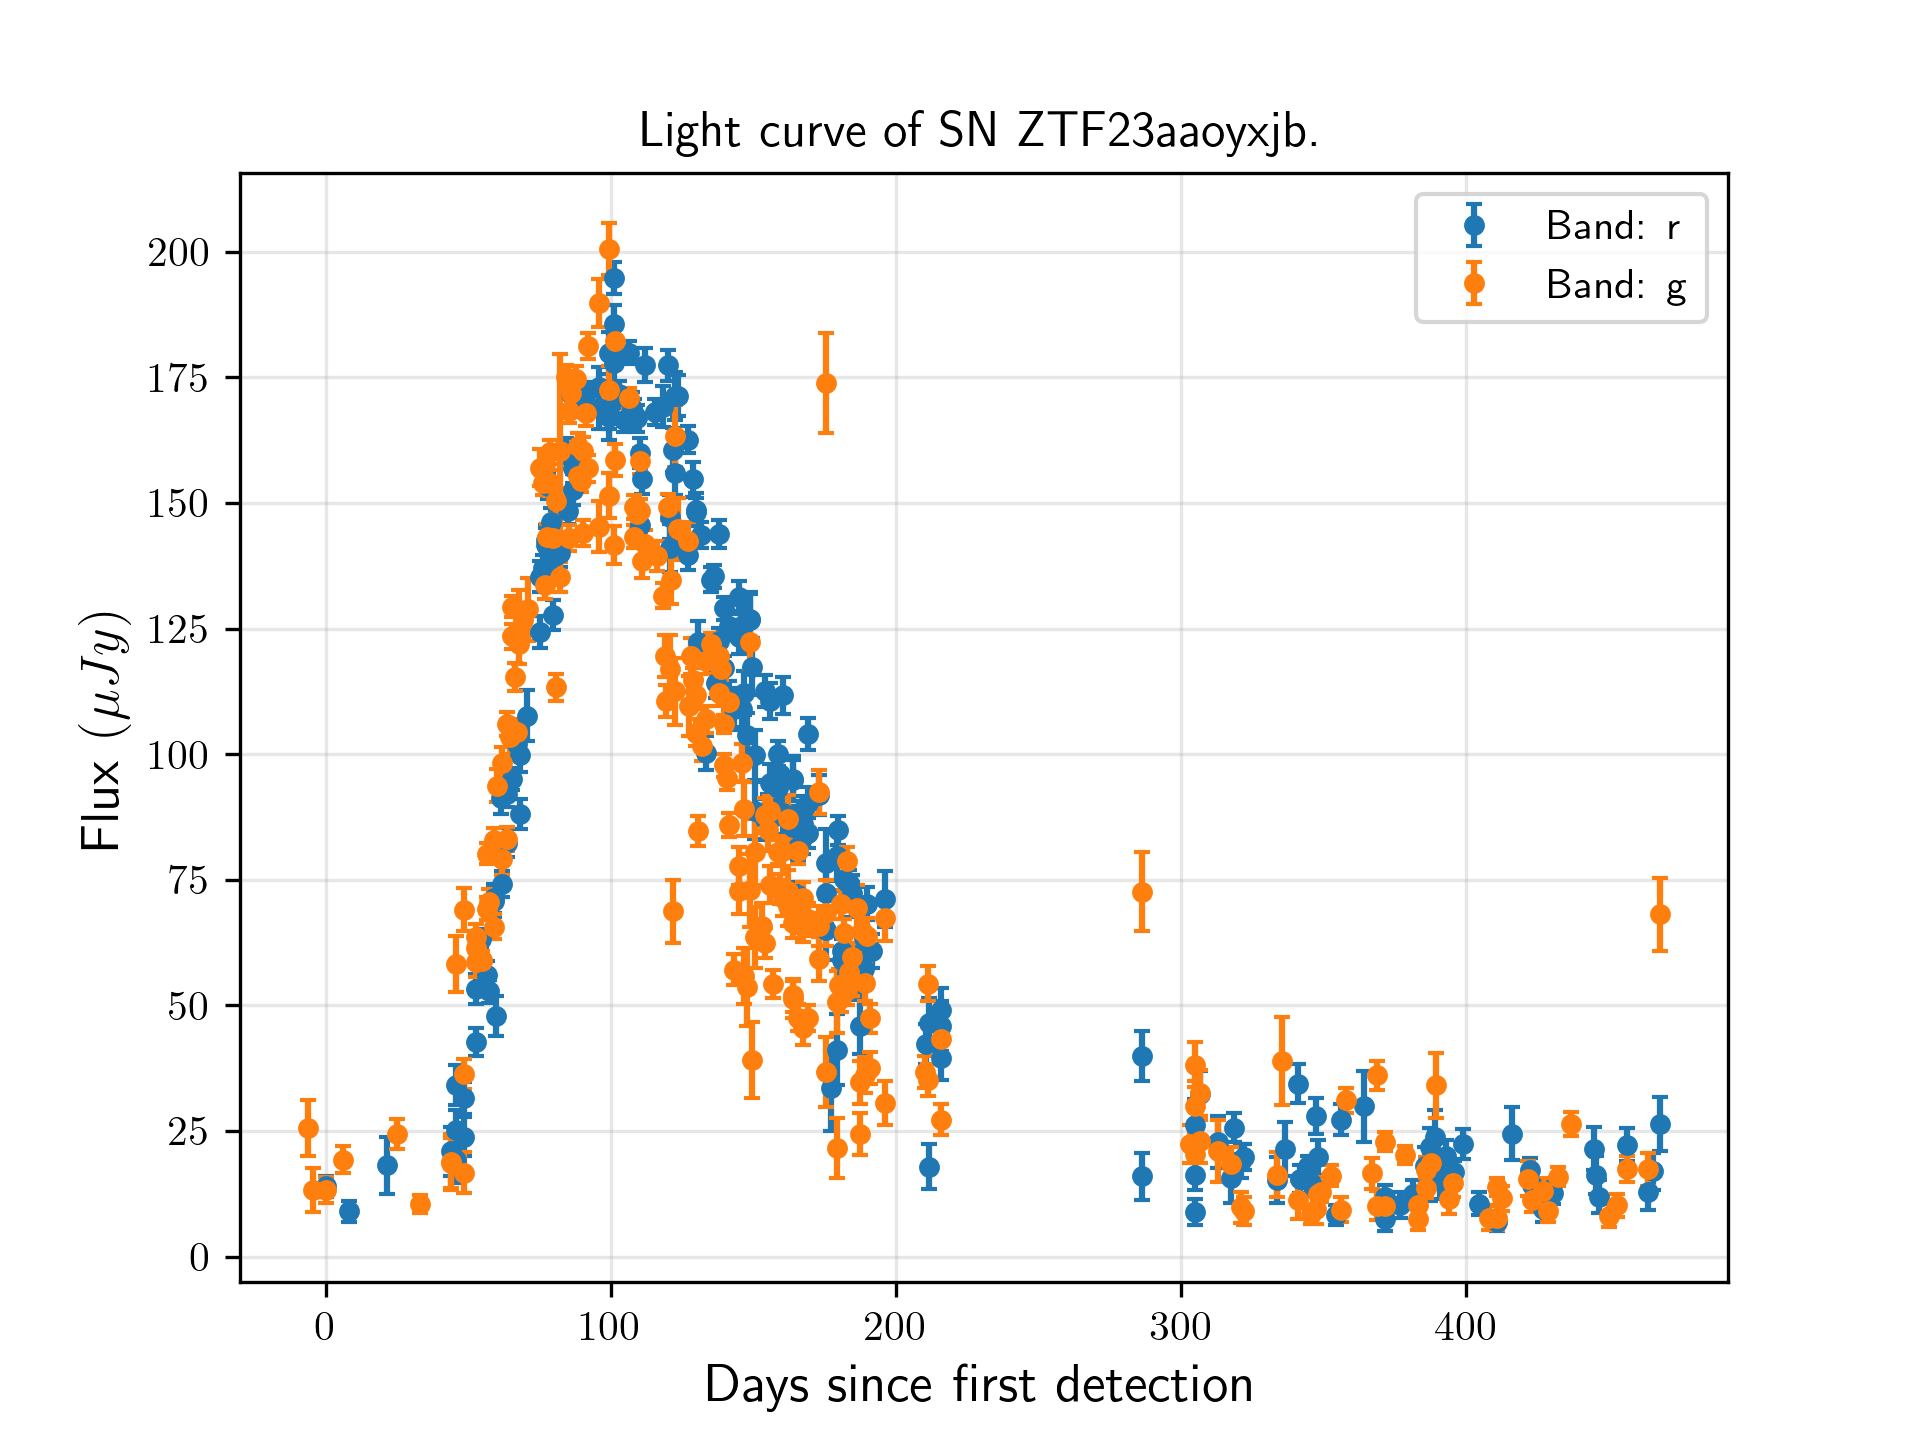 Light curve of SN ZTF23aaoyxjb.
Band: r
Band: g
Flux (μJy)
200
175
150
125
100
75
50
25
0
0 100 200 300 400
Days since first detection